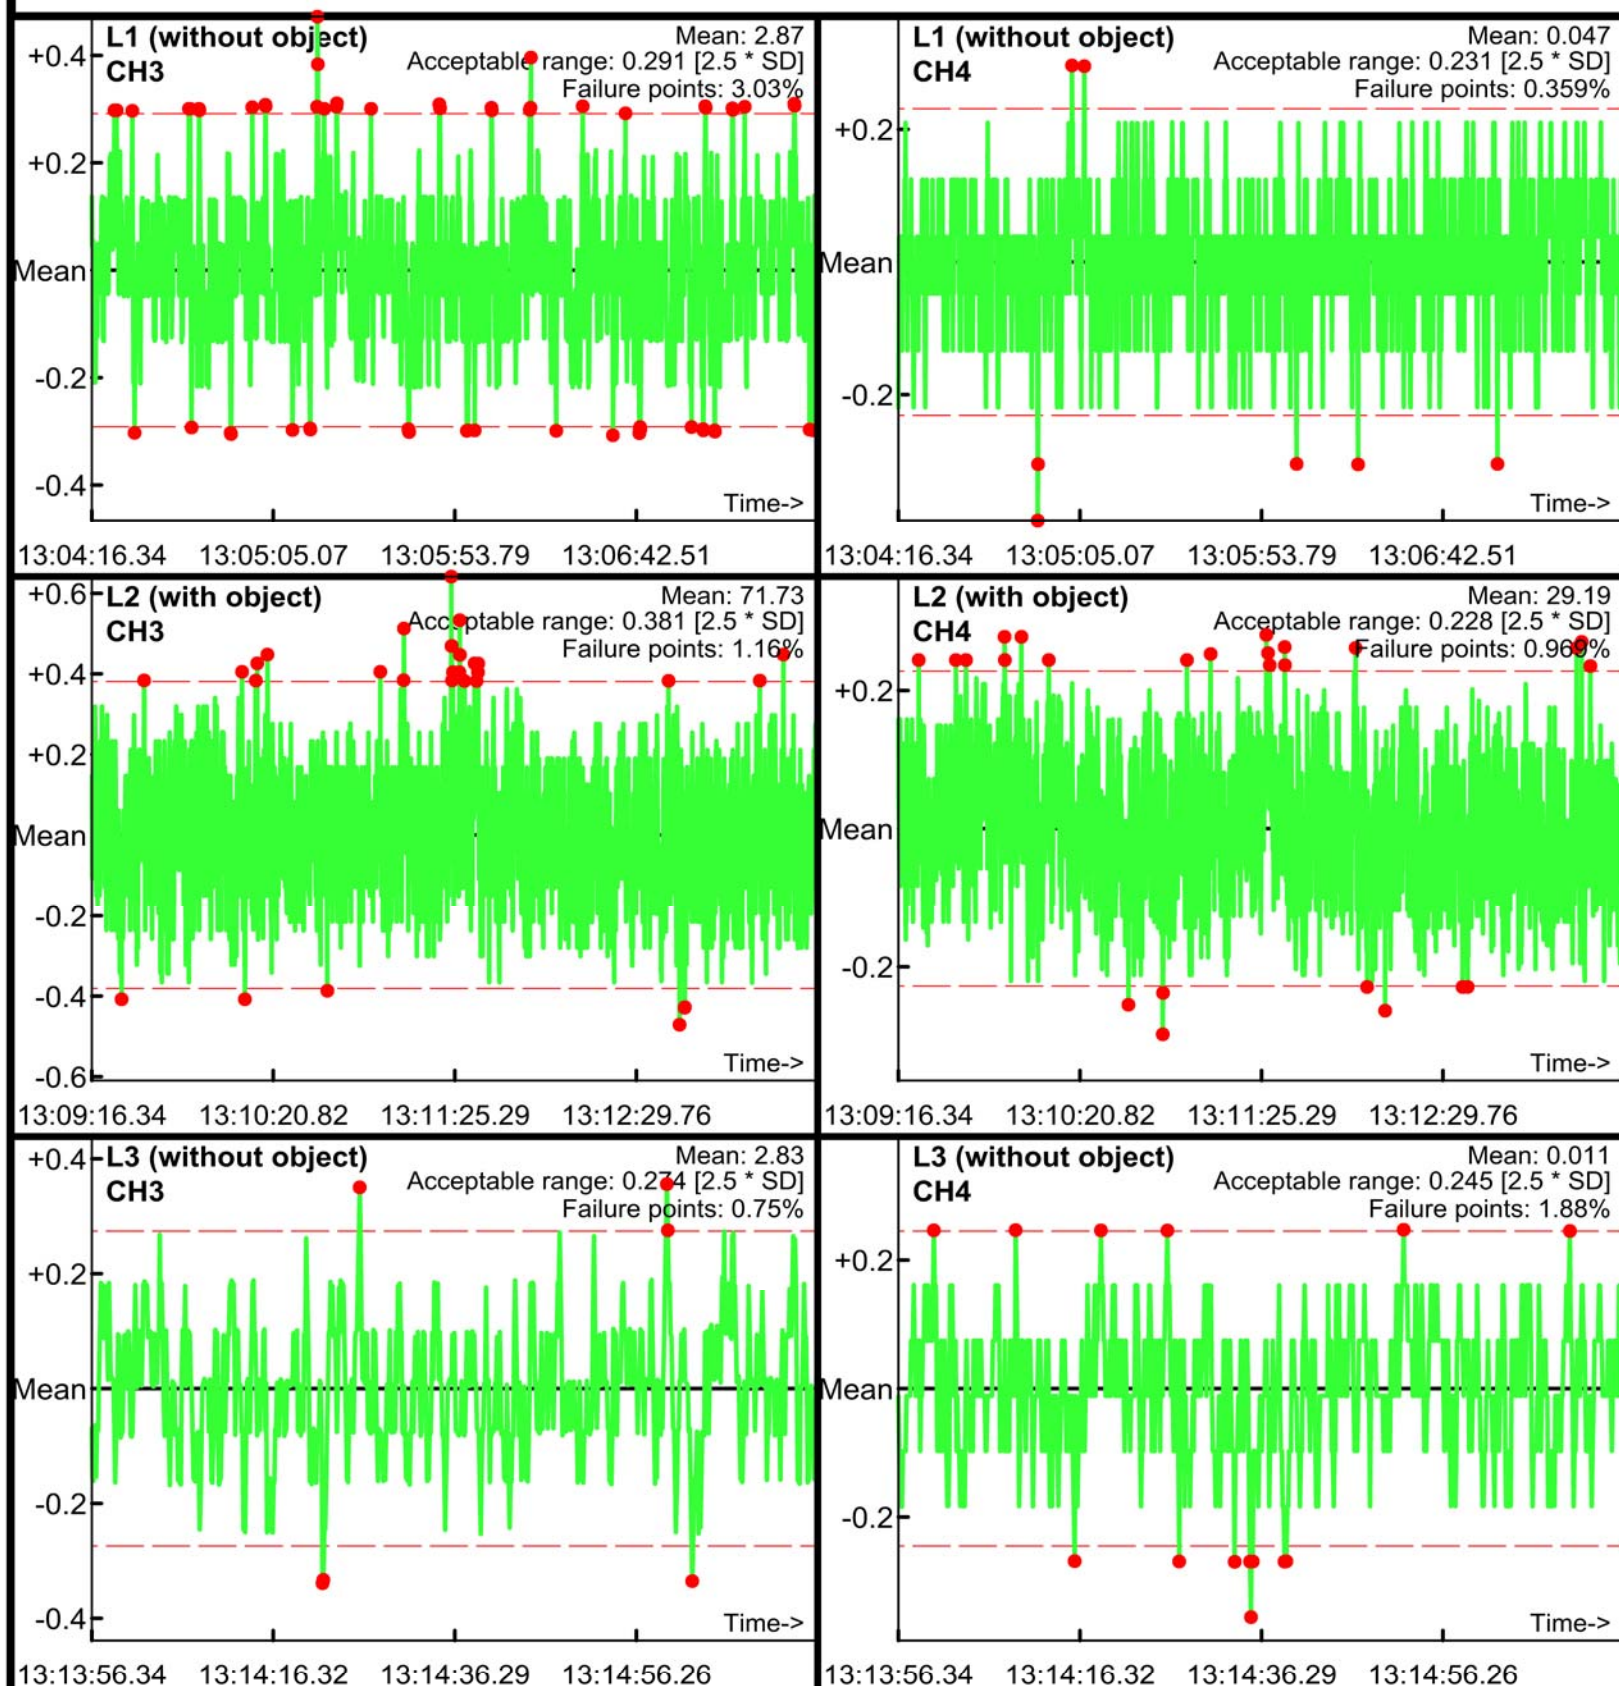 L1 (without object)
CH3
Mean: 2.87
Acceptable range: 0.291 [2.5 * SD]
Failure points: 3.03%
+0.4
+0.2
Mean
-0.2
-0.4
Time->
13:04:16.34 13:05:05.07 13:05:53.79 13:06:42.51
L1 (without object)
CH4
Mean: 0.047
Acceptable range: 0.231 [2.5 * SD]
Failure points: 0.359%
+0.2
Mean
-0.2
Time->
13:04:16.34 13:05:05.07 13:05:53.79 13:06:42.51
L2 (with object)
CH3
Mean: 71.73
Acceptable range: 0.381 [2.5 * SD]
Failure points: 1.16%
+0.6
+0.4
+0.2
Mean
-0.2
-0.4
-0.6
Time->
13:09:16.34 13:10:20.82 13:11:25.29 13:12:29.76
L2 (with object)
CH4
Mean: 29.19
Acceptable range: 0.228 [2.5 * SD]
Failure points: 0.969%
+0.2
Mean
-0.2
Time->
13:09:16.34 13:10:20.82 13:11:25.29 13:12:29.76
L3 (without object)
CH3
Mean: 2.83
Acceptable range: 0.274 [2.5 * SD]
Failure points: 0.75%
+0.4
+0.2
Mean
-0.2
-0.4
Time->
13:13:56.34 13:14:16.32 13:14:36.29 13:14:56.26
L3 (without object)
CH4
Mean: 0.011
Acceptable range: 0.245 [2.5 * SD]
Failure points: 1.88%
+0.2
Mean
-0.2
Time->
13:13:56.34 13:14:16.32 13:14:36.29 13:14:56.26